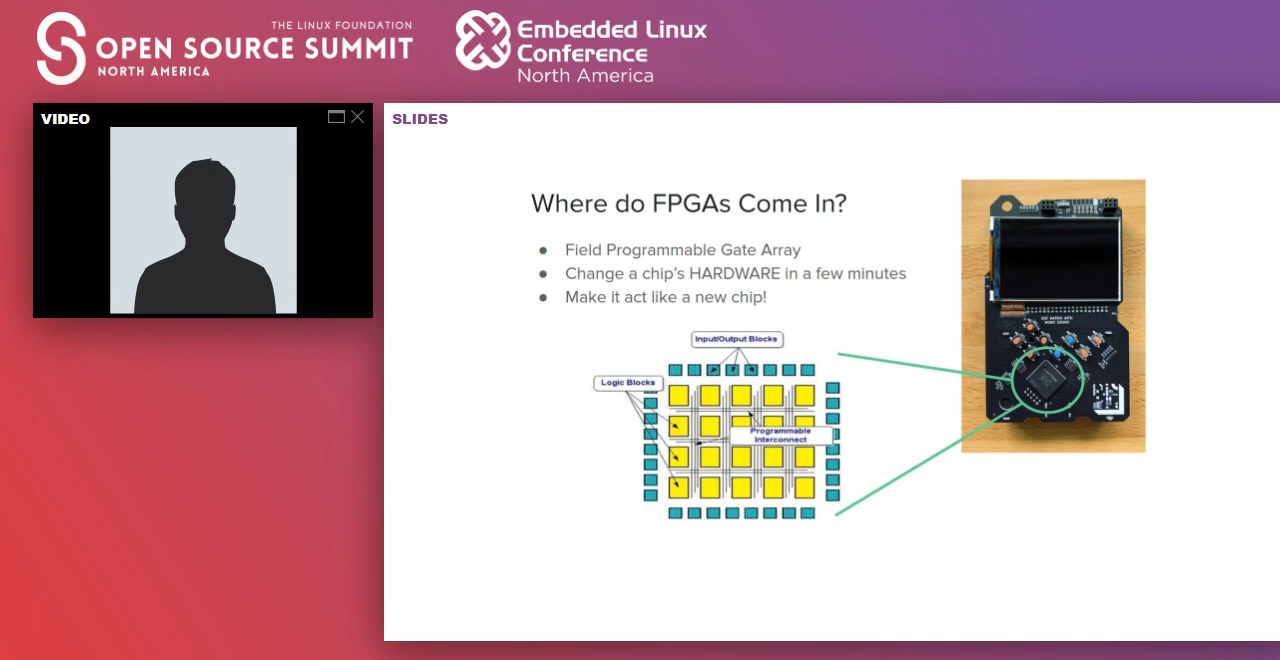 THE LINUX FOUNDATION
OPEN SOURCE SUMMIT
NORTH AMERICA
Embedded Linux
Conference
North America
VIDEO
SLIDES
Where do FPGAs Come In?
● Field Programmable Gate Array
● Change a chip's HARDWARE in a few minutes
● Make it act like a new chip!
Input/Output Blocks
Logic Blocks
Programmable
Interconnect